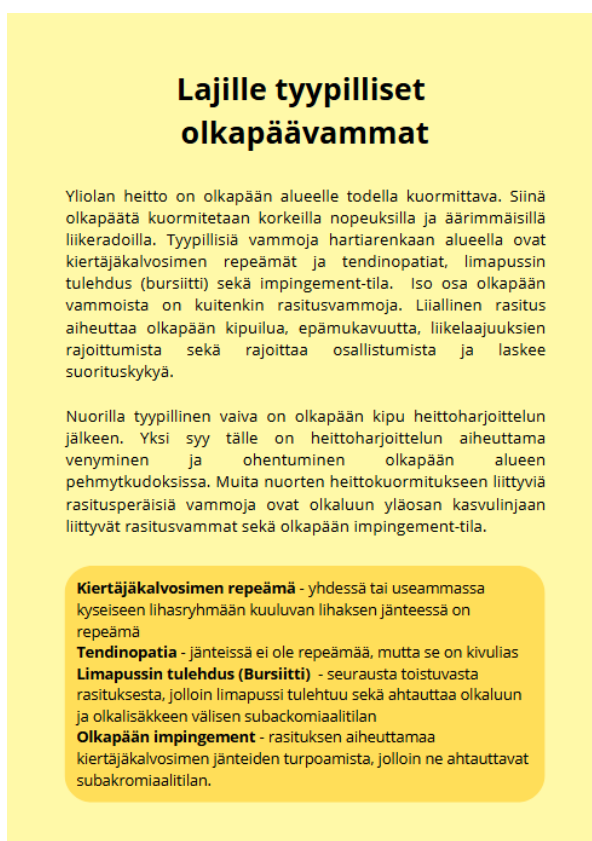 Lajille tyypilliset
olkapäävammat
Yliolan heitto on olkapään alueelle todella kuormittava. Siinä
olkapäätä kuormitetaan korkeilla nopeuksilla ja äärimmäisillä
liikeradoilla. Tyypillisiä vammoja hartiarenkaan alueella ovat
kiertäjäkalvosimen repeämät ja tendinopatiat, limapussin
tulehdus (bursiitti) sekä impingement-tila. Iso osa olkapään
vammoista on kuitenkin rasitusvammoja. Liiallinen rasitus
aiheuttaa olkapään kipuilua, epämukavuutta, liikelaajuuksien
rajoittumista sekä rajoittaa osallistumista ja laskee
suorituskykyä.
Nuorilla tyypillinen vaiva on olkapään kipu heittoharjoittelun
jälkeen. Yksi syy tälle on heittoharjoittelun aiheuttama
venyminen ja ohentuminen olkapään alueen
pehmytkudoksissa. Muita nuorten heittokuormitukseen liittyviä
rasitusperäisiä vammoja ovat olkaluun yläosan kasvulinjaan
liittyvät rasitusvammat sekä olkapään impingement-tila.
Kiertäjäkalvosimen repeämä - yhdessä tai useammassa
kyseiseen lihasryhmään kuuluvan lihaksen jänteessä on
repeämä
Tendinopatia - jänteissä ei ole repeämää, mutta se on kivulias
Limapussin tulehdus (Bursiitti) - seurausta toistuvasta
rasituksesta, jolloin limapussi tulehtuu sekä ahtauttaa olkaluun
ja olkalisäkkeen välisen subackomiaalitilan
Olkapään impingement - rasituksen aiheuttamaa
kiertäjäkalvosimen jänteiden turpoamista, jolloin ne ahtauttavat
subakromiaalitilan.